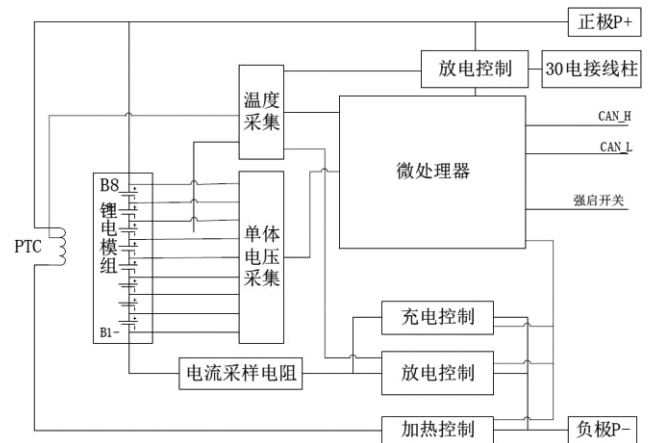 正极P+
放电控制
30电接线柱
温度
采集
CAN_H
CAN_L
微处理器
强启开关
B8
锂
电
模
组
B1-
单体
电压
采集
PTC
充电控制
电流采样电阻
放电控制
加热控制
负极P-